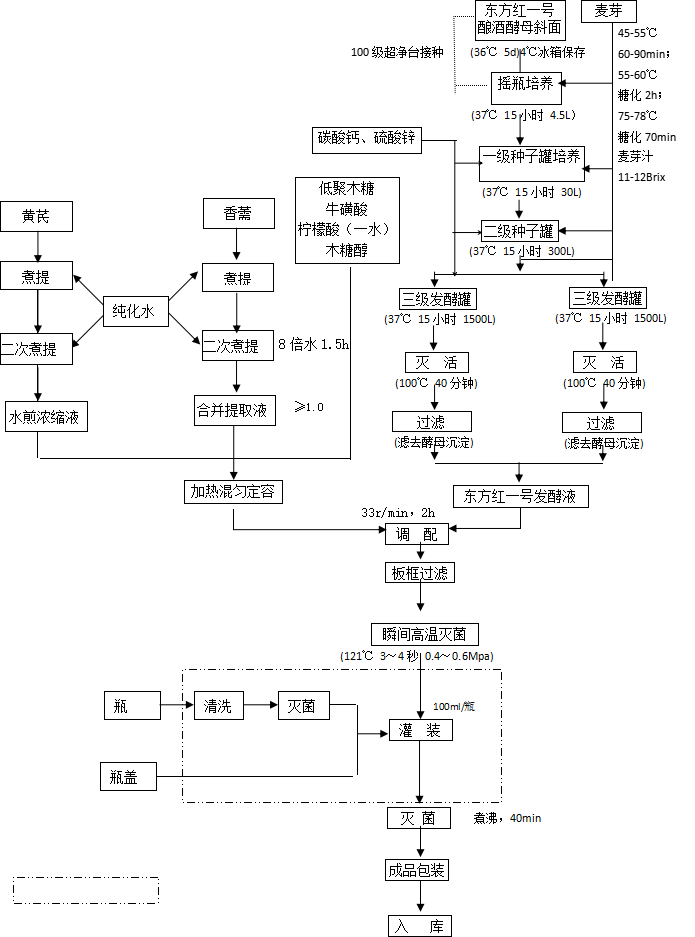 东方红一号
酿酒酵母斜面
麦芽
100级超净台接种
(36℃ 5d)4℃冰箱保存
45-55℃
60-90min；
55-60℃
糖化2h；
75-78℃
糖化70min
麦芽汁
11-12Brix
摇瓶培养
(37℃ 15小时 4.5L)
碳酸钙、硫酸锌
一级种子罐培养
(37℃ 15小时 30L)
低聚木糖
牛磺酸
柠檬酸（一水）
木糖醇
黄芪
香薷
二级种子罐
(37℃ 15小时 300L)
煮提
煮提
纯化水
三级发酵罐
(37℃ 15小时 1500L)
三级发酵罐
(37℃ 15小时 1500L)
二次煮提
二次煮提
8倍水1.5h
灭 活
(100℃ 40分钟)
灭 活
(100℃ 40分钟)
水煎浓缩液
合并提取液
≥1.0
过滤
(滤去酵母沉淀)
过滤
(滤去酵母沉淀)
加热混匀定容
东方红一号发酵液
33r/min，2h
调 配
板框过滤
瞬间高温灭菌
(121℃ 3～4秒 0.4～0.6Mpa)
瓶
清洗
灭菌
100ml/瓶
灌 装
瓶盖
灭 菌
煮沸，40min
成品包装
入 库